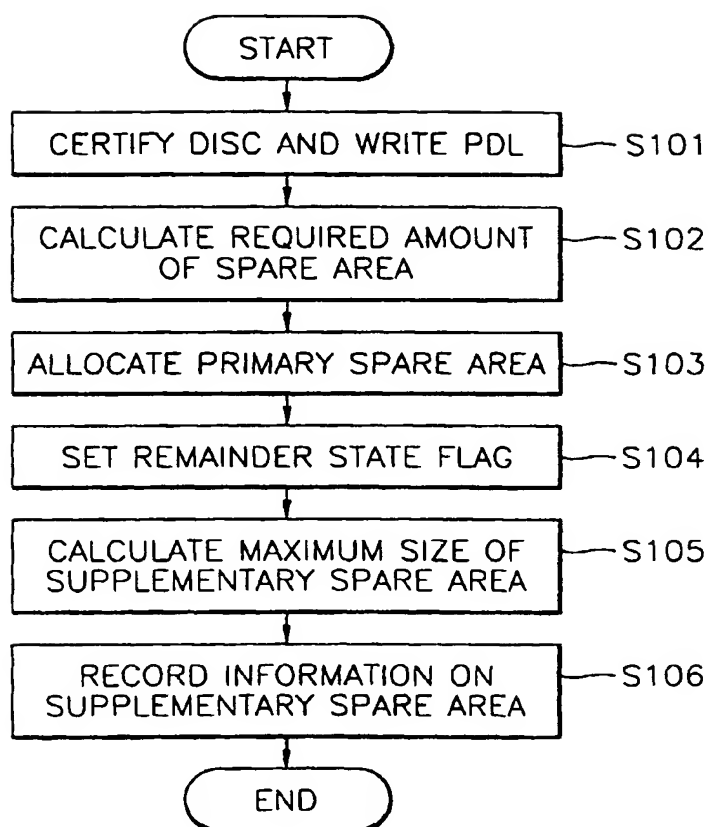 START
CERTIFY DISC AND WRITE PDL
S101
CALCULATE REQUIRED AMOUNT
OF SPARE AREA
S102
ALLOCATE PRIMARY SPARE AREA
S103
SET REMAINDER STATE FLAG
S104
CALCULATE MAXIMUM SIZE OF
SUPPLEMENTARY SPARE AREA
S105
RECORD INFORMATION ON
SUPPLEMENTARY SPARE AREA
S106
END